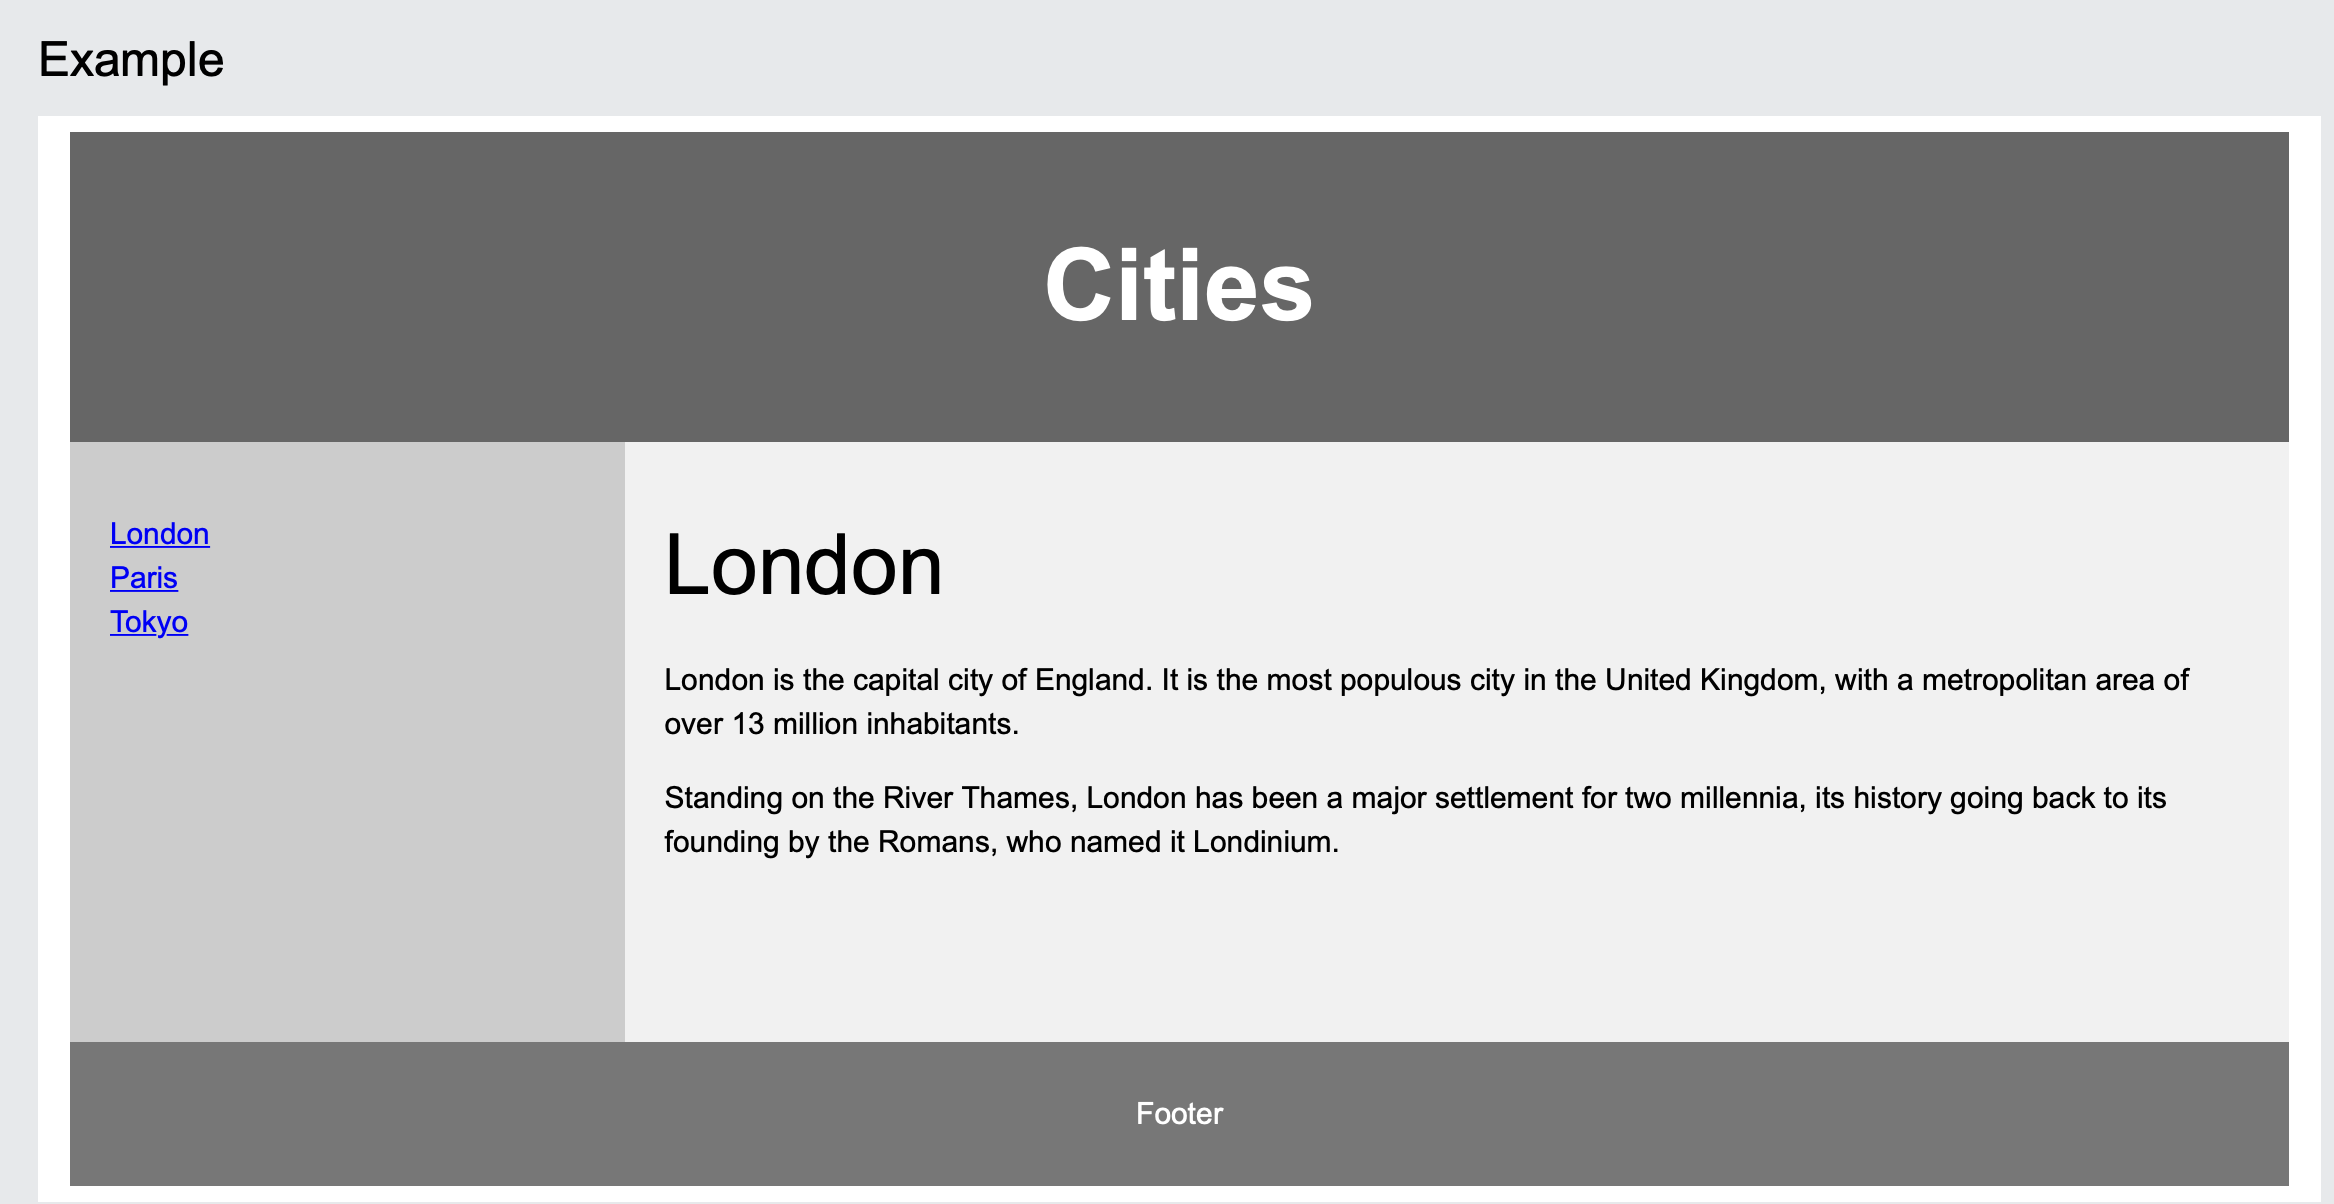 Example
Cities
London
Paris
Tokyo
London
London is the capital city of England. It is the most populous city in the United Kingdom, with a metropolitan area of
over 13 million inhabitants.
Standing on the River Thames, London has been a major settlement for two millennia, its history going back to its
founding by the Romans, who named it Londinium.
Footer